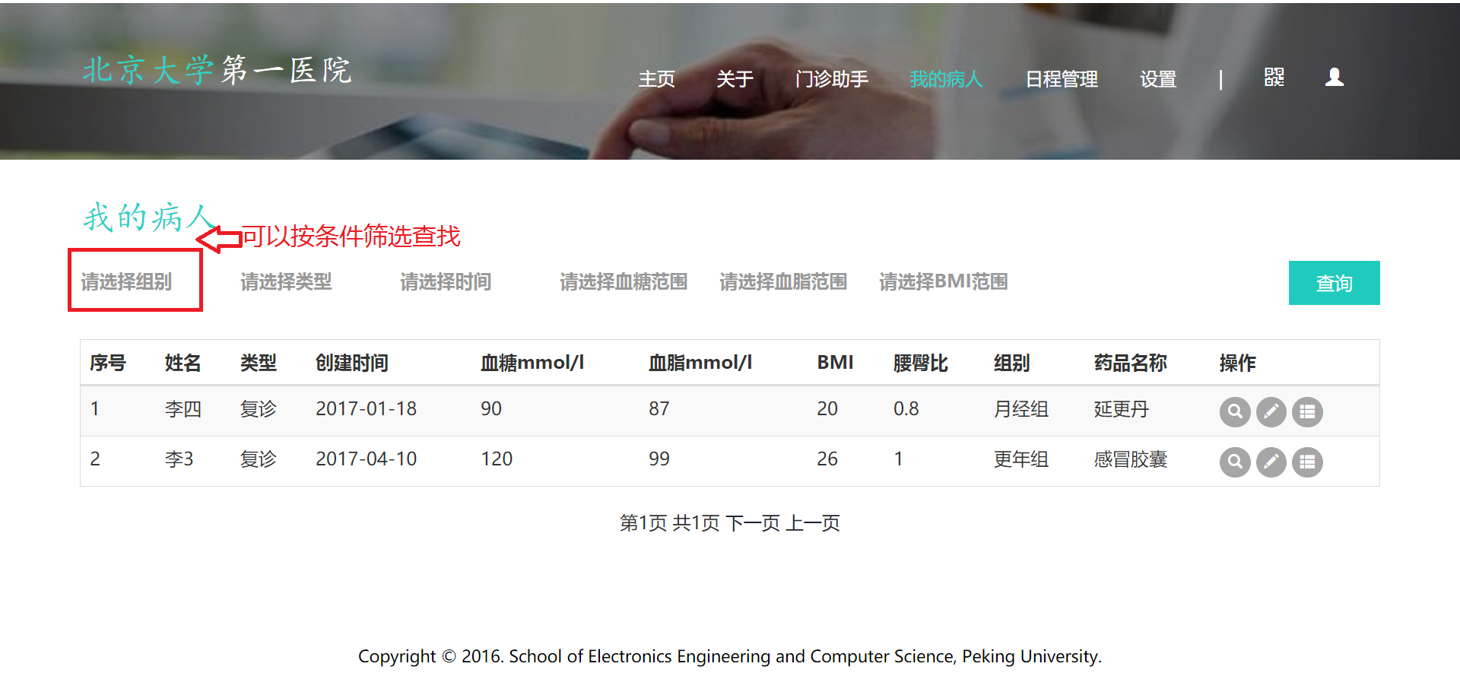 北京大学第一医院
主页 关于 门诊助手 我的病人 日程管理 设置 |
我的病人
可以按条件筛选查找
请选择组别 请选择类型 请选择时间 请选择血糖范围 请选择血脂范围 请选择BMI范围 查询
序号 姓名 类型 创建时间 血糖mmol/l 血脂mmol/l BMI 腰臀比 组别 药品名称 操作
1 李四 复诊 2017-01-18 90 87 20 0.8 月经组 延更丹
2 李3 复诊 2017-04-10 120 99 26 1 更年组 感冒胶囊
第1页 共1页 下一页 上一页
Copyright © 2016. School of Electronics Engineering and Computer Science, Peking University.